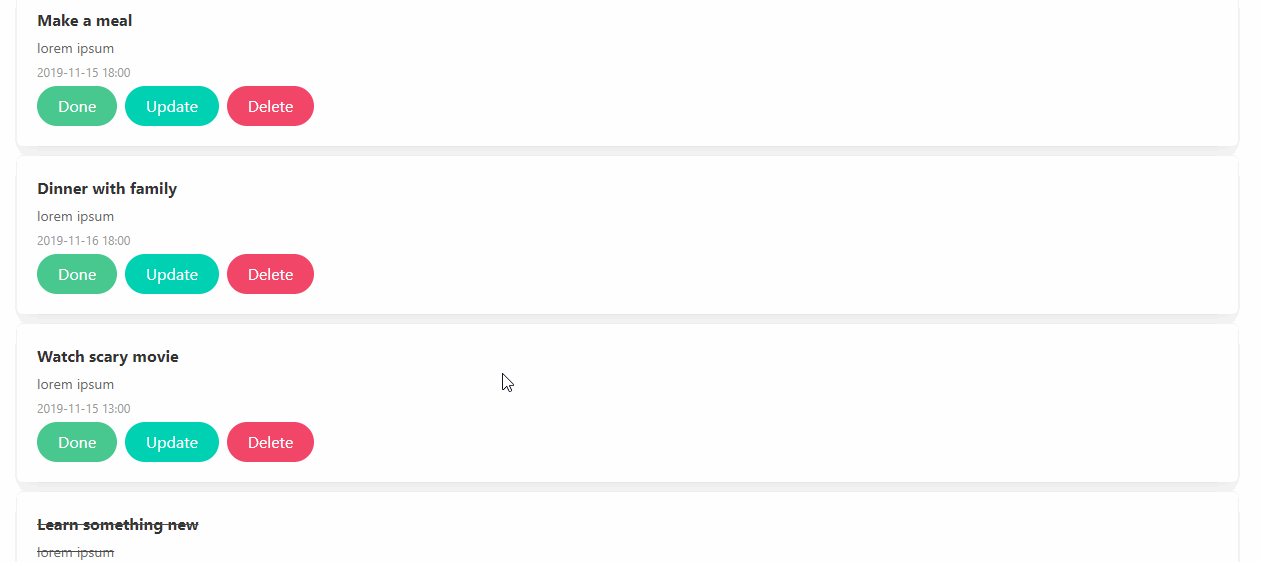 Make a meal
lorem ipsum
2019-11-15 18:00
Done Update Delete
Dinner with family
lorem ipsum
2019-11-16 18:00
Done Update Delete
Watch scary movie
lorem ipsum
2019-11-15 13:00
Done Update Delete
Learn something new
lorem ipsum